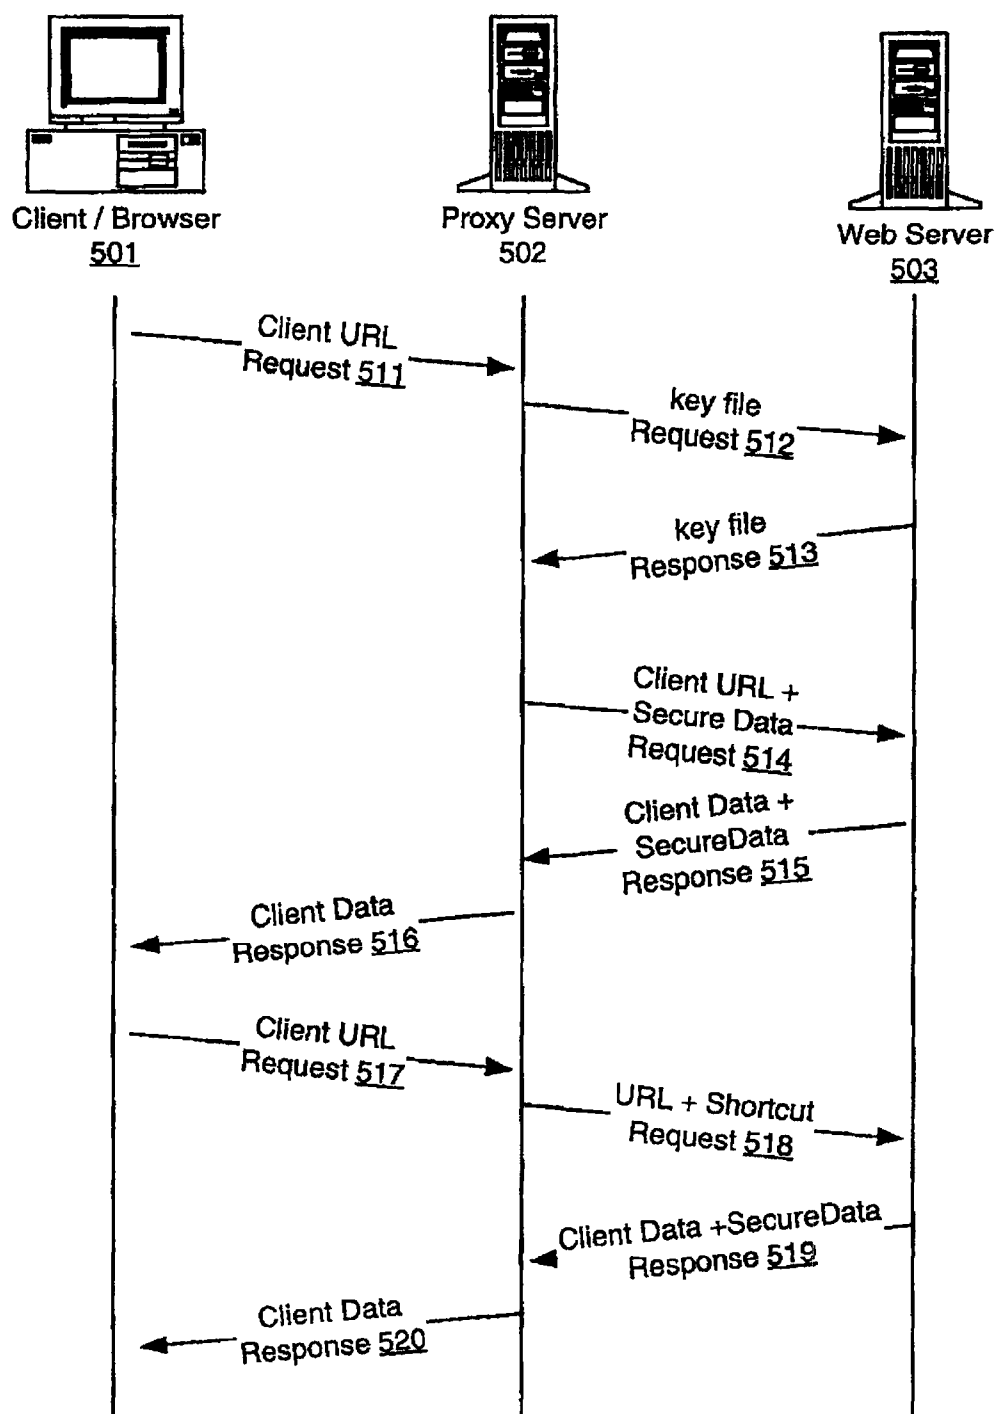 Client / Browser
501
Proxy Server
502
Web Server
503
Client URL
Request 511
key file
Request 512
key file
Response 513
Client URL +
Secure Data
Request 514
Client Data +
SecureData
Response 515
Client Data
Response 516
Client URL
Request 517
URL + Shortcut
Request 518
Client Data +SecureData
Response 519
Client Data
Response 520